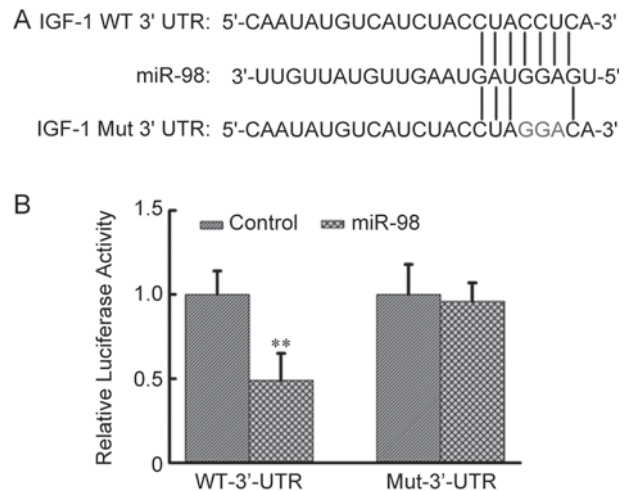 A
IGF-1 WT 3' UTR: 5'-CAAUAUGUCAUCUACCUACCUCA-3'
miR-98: 3'-UUGUUAUGUUGAAUGGAUGGAGU-5'
IGF-1 Mut 3' UTR: 5'-CAAUAUGUCAUCUACCUAGGACA-3'
B
Relative Luciferase Activity
1.5
1.0
0.5
0
Control
miR-98
**
WT-3'-UTR
Mut-3'-UTR